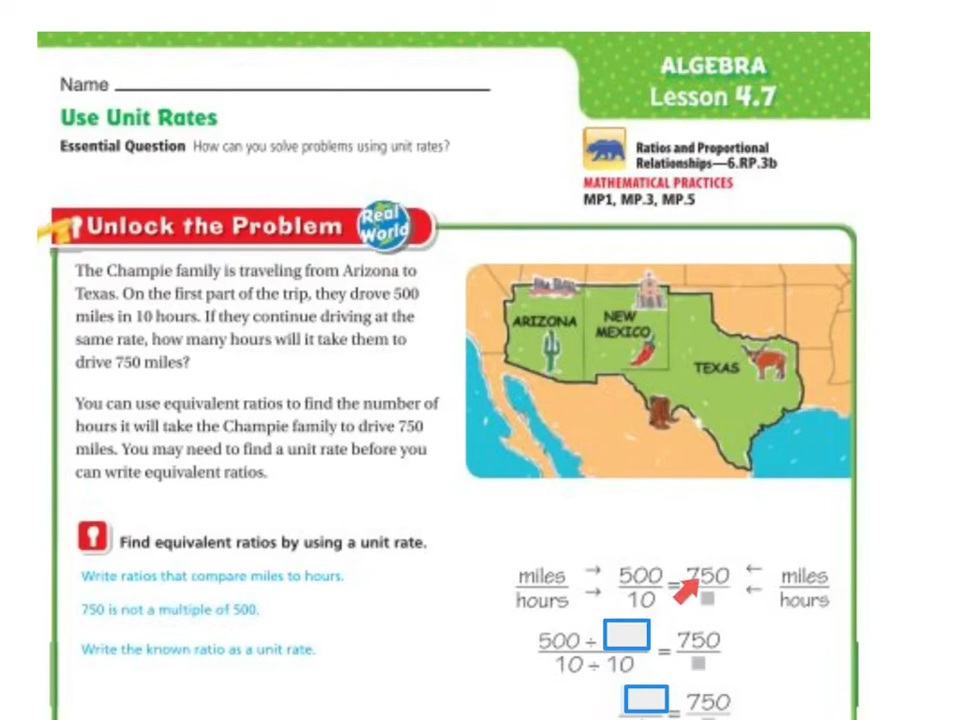 Name
ALGEBRA
Lesson 4.7
Use Unit Rates
Essential Question How can you solve problems using unit rates?
Ratios and Proportional
Relationships—6.RP.3b
MATHEMATICAL PRACTICES
MP1, MP.3, MP.5
Unlock the Problem
Real
World
The Champie family is traveling from Arizona to
Texas. On the first part of the trip, they drove 500
miles in 10 hours. If they continue driving at the
same rate, how many hours will it take them to
drive 750 miles?
You can use equivalent ratios to find the number of
hours it will take the Champie family to drive 750
miles. You may need to find a unit rate before you
can write equivalent ratios.
ARIZONA
NEW
MEXICO
TEXAS
Find equivalent ratios by using a unit rate.
Write ratios that compare miles to hours.
miles → 500 = 750 ← miles
hours → 10 ■ ← hours
750 is not a multiple of 500.
Write the known ratio as a unit rate.
500 ÷ = 750
10 ÷ 10 ■
= 750